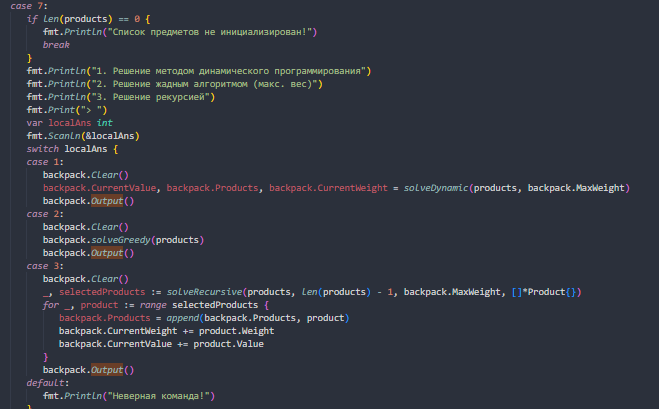 case 7:
if len(products) == 0 {
fmt.Println("Список предметов не инициализирован!")
break
}
fmt.Println("1. Решение методом динамического программирования")
fmt.Println("2. Решение жадным алгоритмом (макс. вес)")
fmt.Println("3. Решение рекурсией")
fmt.Print("> ")
var localAns int
fmt.Scanln(&localAns)
switch localAns {
case 1:
backpack.Clear()
backpack.CurrentValue, backpack.Products, backpack.CurrentWeight = solveDynamic(products, backpack.MaxWeight)
backpack.Output()
case 2:
backpack.Clear()
backpack.solveGreedy(products)
backpack.Output()
case 3:
backpack.Clear()
_, selectedProducts := solveRecursive(products, len(products) - 1, backpack.MaxWeight, []*Product{})
for _, product := range selectedProducts {
backpack.Products = append(backpack.Products, product)
backpack.CurrentWeight += product.Weight
backpack.CurrentValue += product.Value
}
backpack.Output()
default:
fmt.Println("Неверная команда!")
}